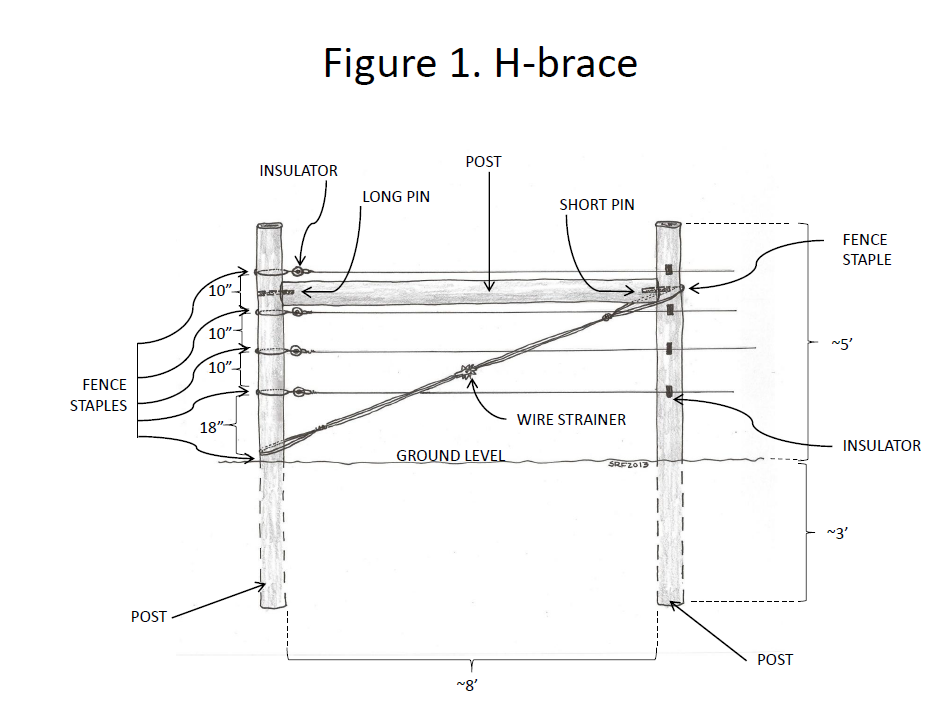 Figure 1. H-brace
INSULATOR
POST
LONG PIN
SHORT PIN
FENCE
STAPLE
10”
10”
~5’
10”
FENCE
STAPLES
18”
WIRE STRAINER
INSULATOR
GROUND LEVEL
SRF2013
~3’
POST
POST
~8’